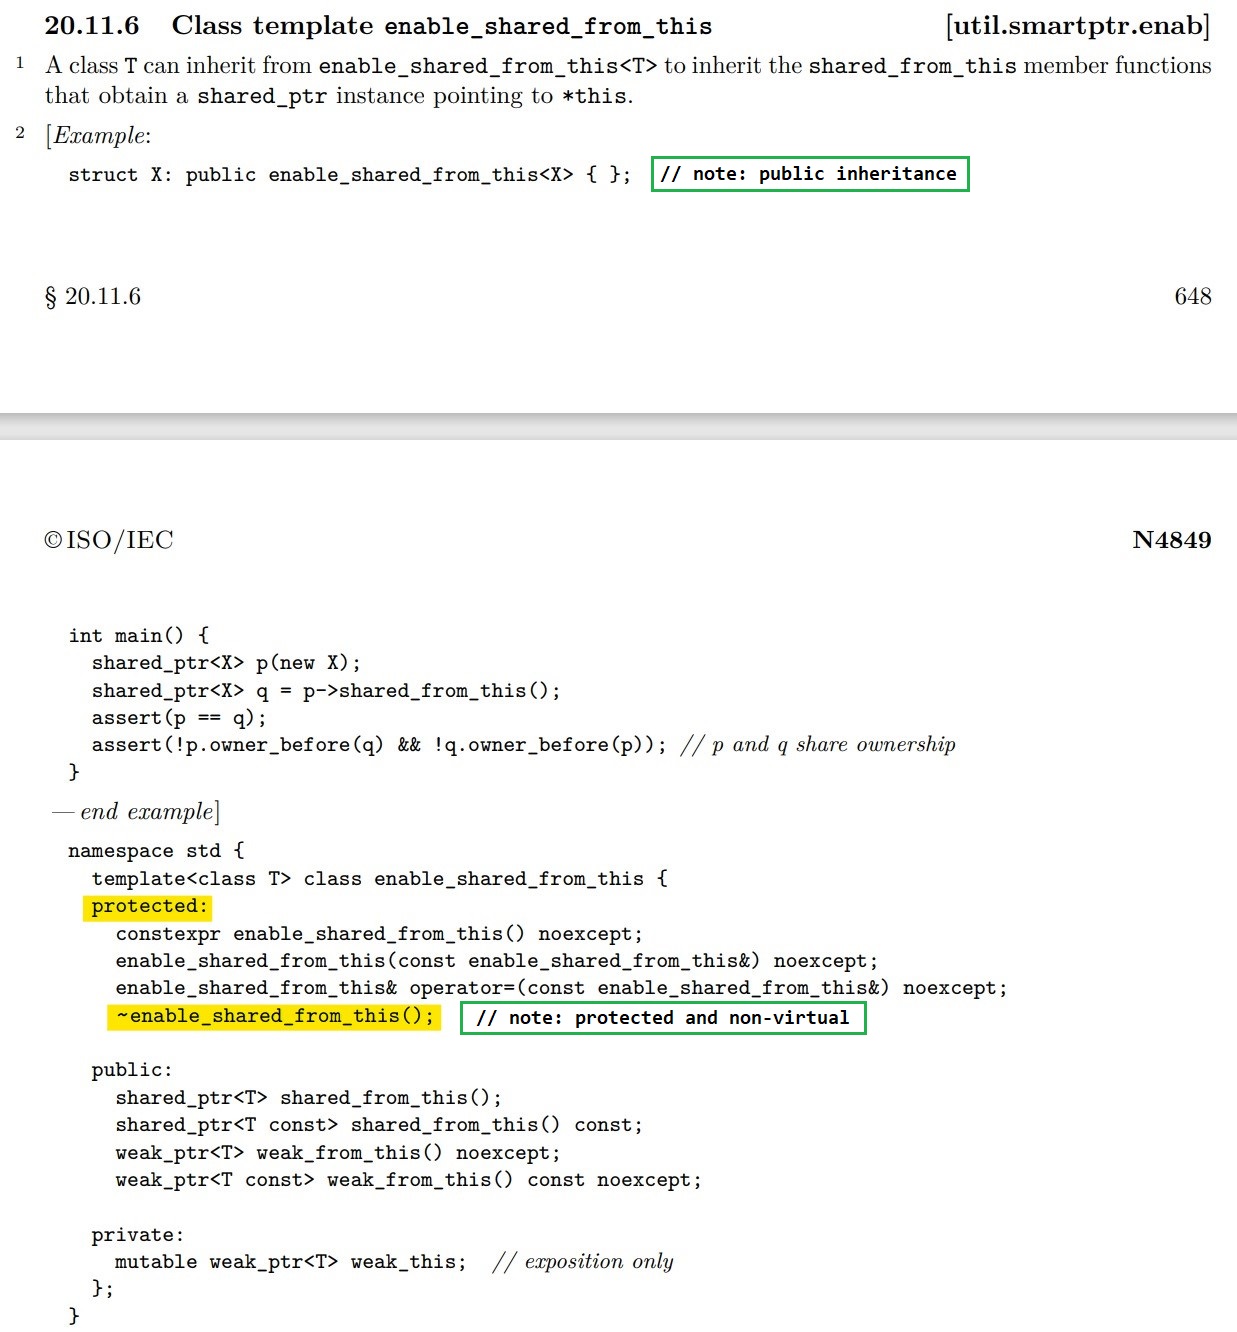 20.11.6 Class template enable_shared_from_this [util.smartptr.enab]
1 A class T can inherit from enable_shared_from_this<T> to inherit the shared_from_this member functions
that obtain a shared_ptr instance pointing to *this.
2 [Example:
struct X: public enable_shared_from_this<X> { }; // note: public inheritance
§ 20.11.6 648
©ISO/IEC N4849
int main() {
shared_ptr<X> p(new X);
shared_ptr<X> q = p->shared_from_this();
assert(p == q);
assert(!p.owner_before(q) && !q.owner_before(p)); // p and q share ownership
}
— end example]
namespace std {
template<class T> class enable_shared_from_this {
protected:
constexpr enable_shared_from_this() noexcept;
enable_shared_from_this(const enable_shared_from_this&) noexcept;
enable_shared_from_this& operator=(const enable_shared_from_this&) noexcept;
~enable_shared_from_this(); // note: protected and non-virtual
public:
shared_ptr<T> shared_from_this();
shared_ptr<T const> shared_from_this() const;
weak_ptr<T> weak_from_this() noexcept;
weak_ptr<T const> weak_from_this() const noexcept;
private:
mutable weak_ptr<T> weak_this; // exposition only
};
}